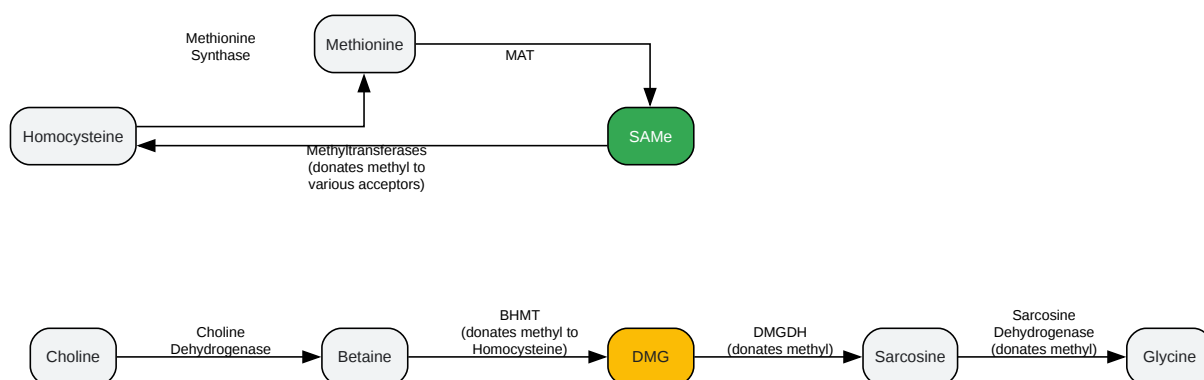 Methionine
Synthase
Methionine
MAT
Homocysteine
SAMe
Methyltransferases
(donates methyl to
various acceptors)
Choline
Choline
Dehydrogenase
Betaine
BHMT
(donates methyl to
Homocysteine)
DMG
DMGDH
(donates methyl)
Sarcosine
Sarcosine
Dehydrogenase
(donates methyl)
Glycine